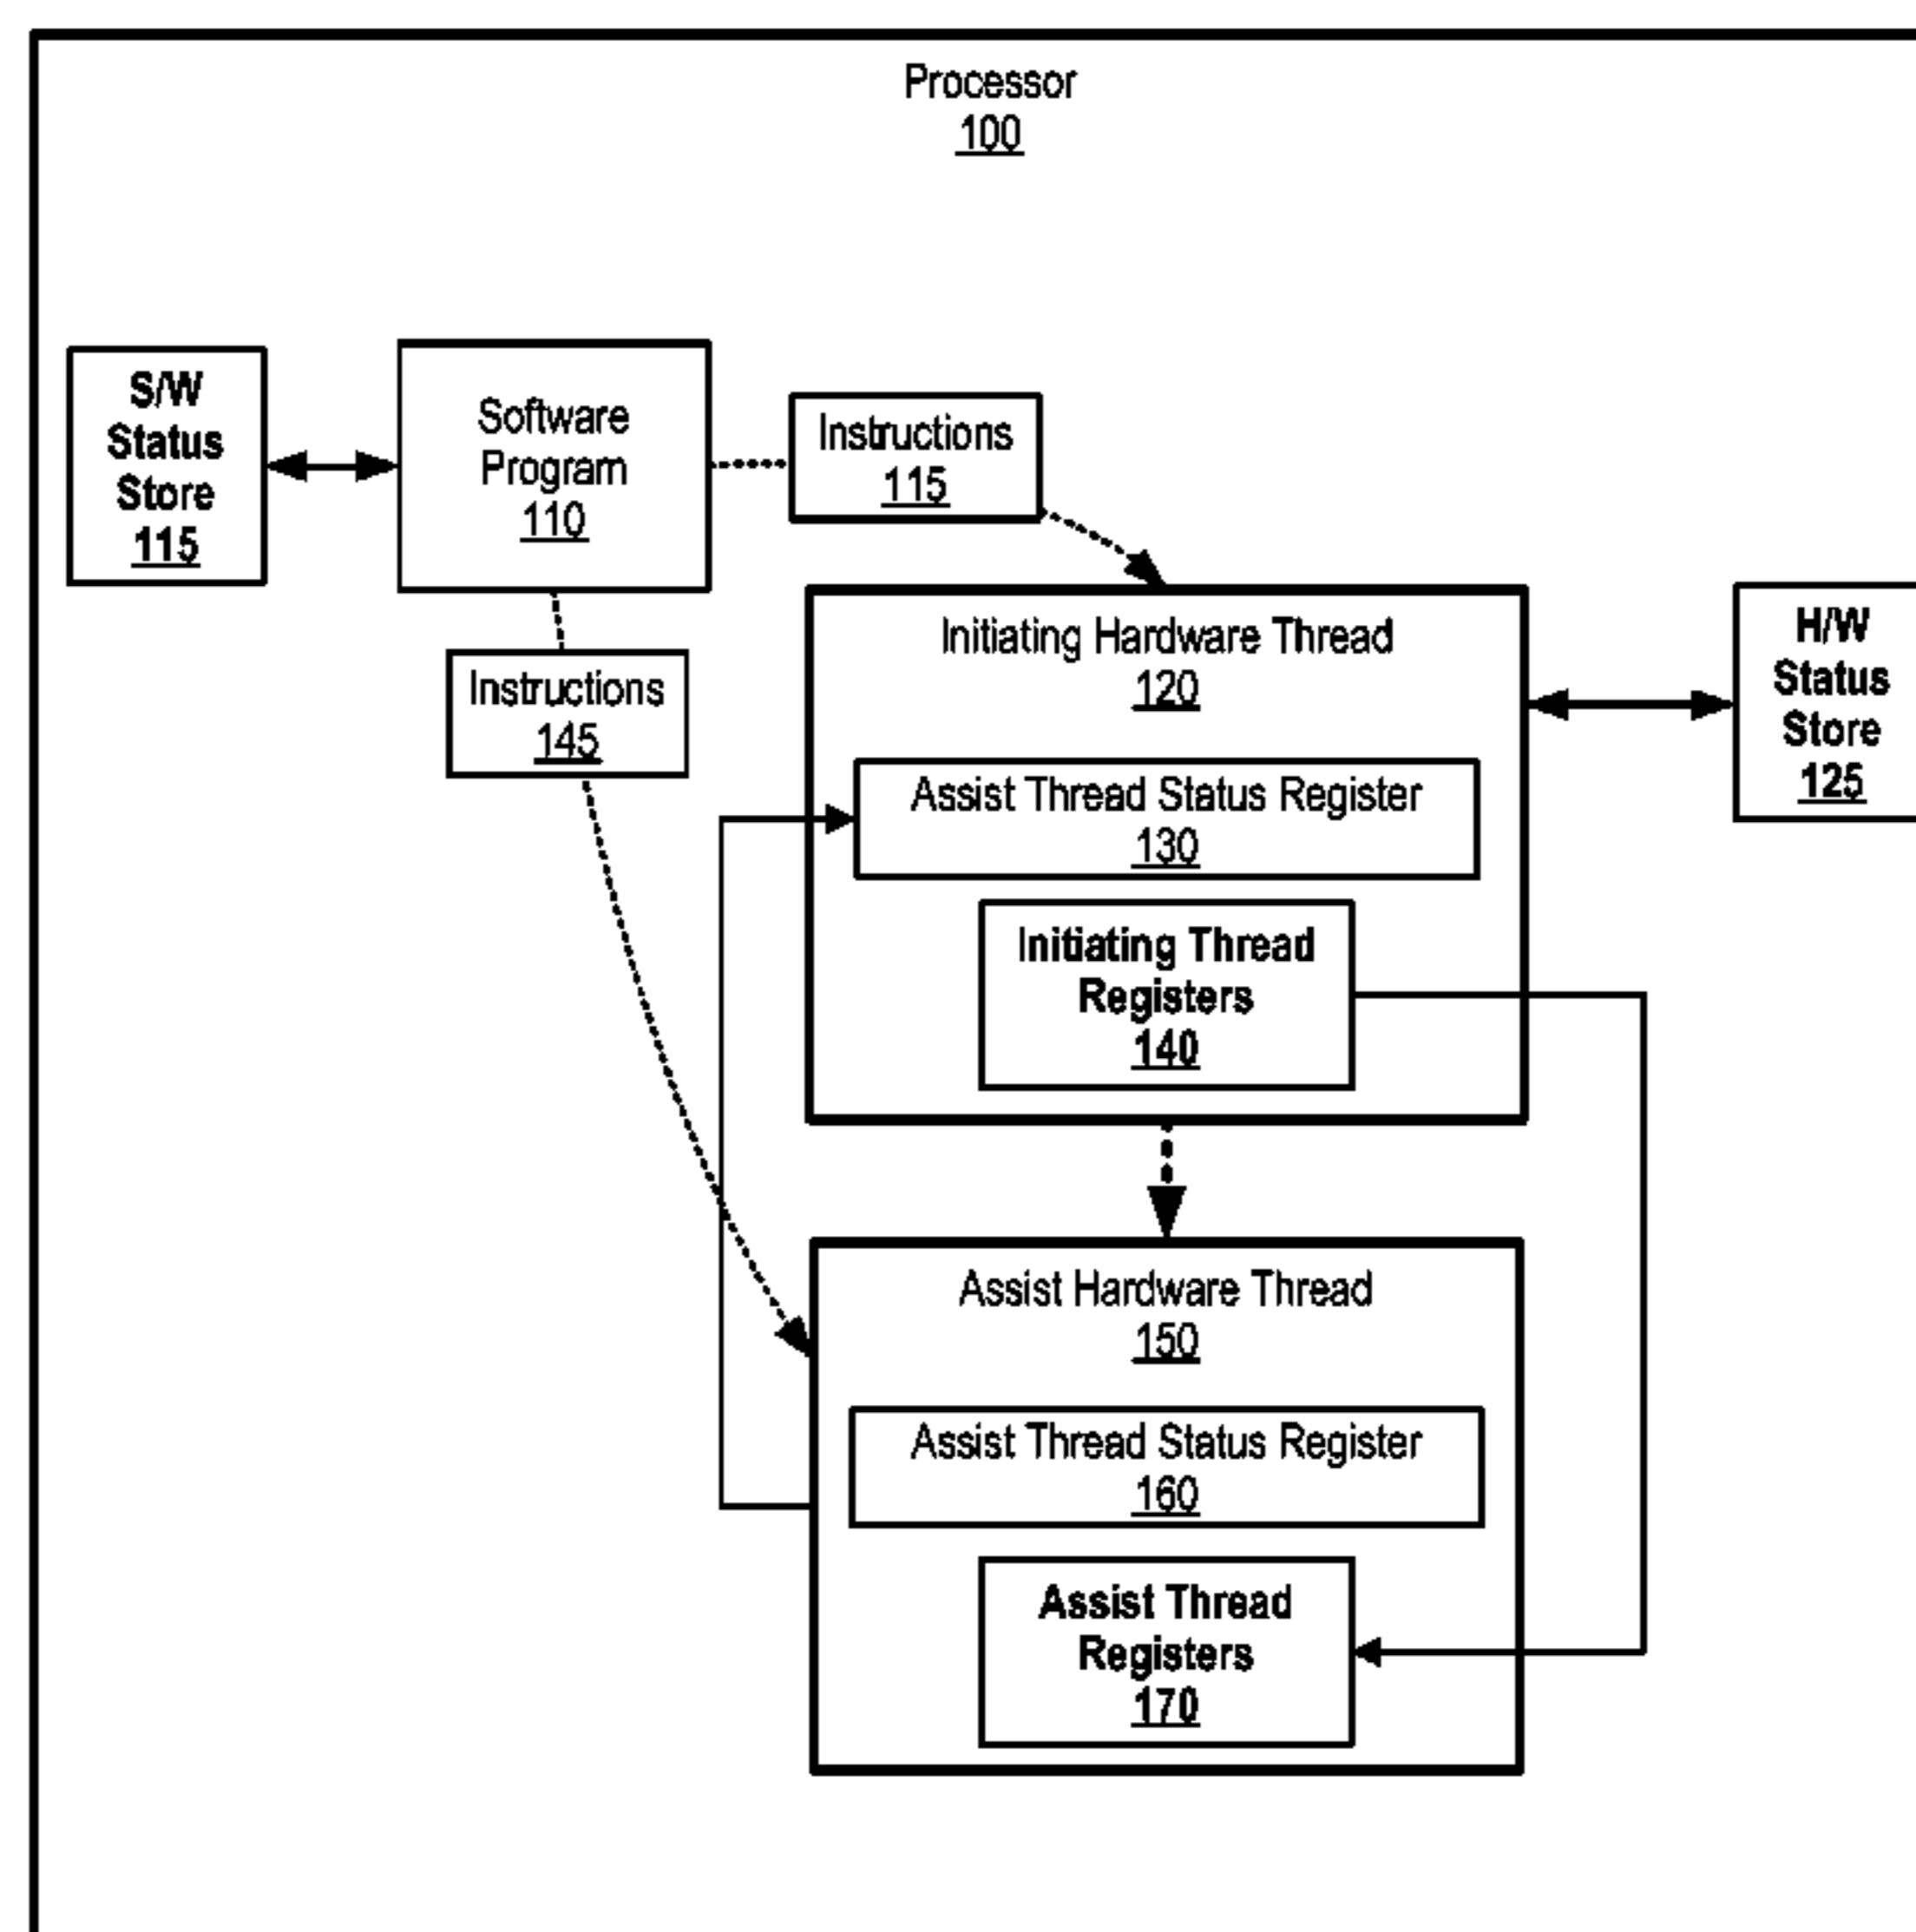 Processor
100
S/W
Status
Store
115
Software
Program
110
Instructions
115
Instructions
145
Initiating Hardware Thread
120
H/W
Status
Store
125
Assist Thread Status Register
130
Initiating Thread
Registers
140
Assist Hardware Thread
150
Assist Thread Status Register
160
Assist Thread
Registers
170